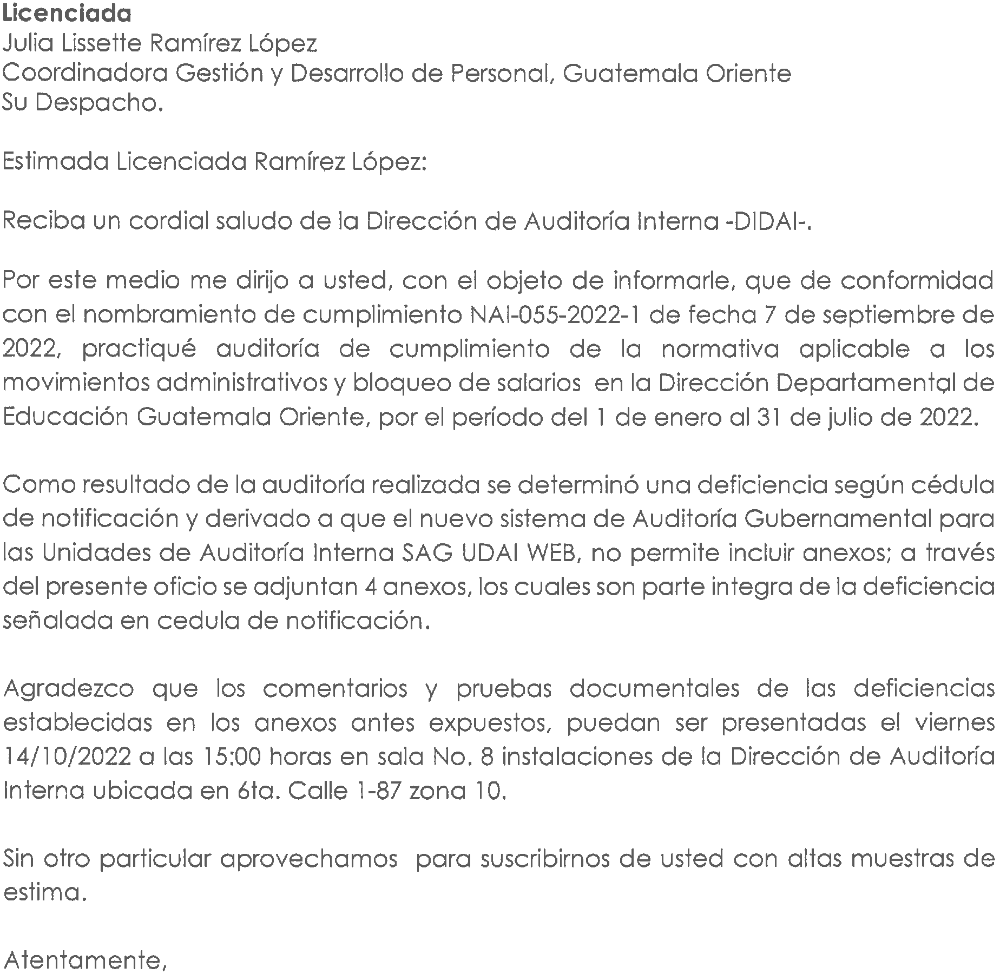 Licenciada
Julia Lissette Ramírez López
Coordinadora Gestión y Desarrollo de Personal, Guatemala Oriente
Su Despacho.
Estimada Licenciada Ramírez López:
Reciba un cordial saludo de la Dirección de Auditoría Interna -DIDAI-.
Por este medio me dirijo a usted, con el objeto de informarle, que de conformidad
con el nombramiento de cumplimiento NAI-055-2022-1 de fecha 7 de septiembre de
2022, practiqué auditoría de cumplimiento de la normativa aplicable a los
movimientos administrativos y bloqueo de salarios en la Dirección Departamental de
Educación Guatemala Oriente, por el período del 1 de enero al 31 de julio de 2022.
Como resultado de la auditoría realizada se determinó una deficiencia según cédula
de notificación y derivado a que el nuevo sistema de Auditoría Gubernamental para
las Unidades de Auditoría Interna SAG UDAI WEB, no permite incluir anexos; a través
del presente oficio se adjuntan 4 anexos, los cuales son parte integra de la deficiencia
señalada en cedula de notificación.
Agradezco que los comentarios y pruebas documentales de las deficiencias
establecidas en los anexos antes expuestos, puedan ser presentadas el viernes
14/10/2022 a las 15:00 horas en sala No. 8 instalaciones de la Dirección de Auditoría
Interna ubicada en 6ta. Calle 1-87 zona 10.
Sin otro particular aprovechamos para suscribirnos de usted con altas muestras de
estima.
Atentamente,